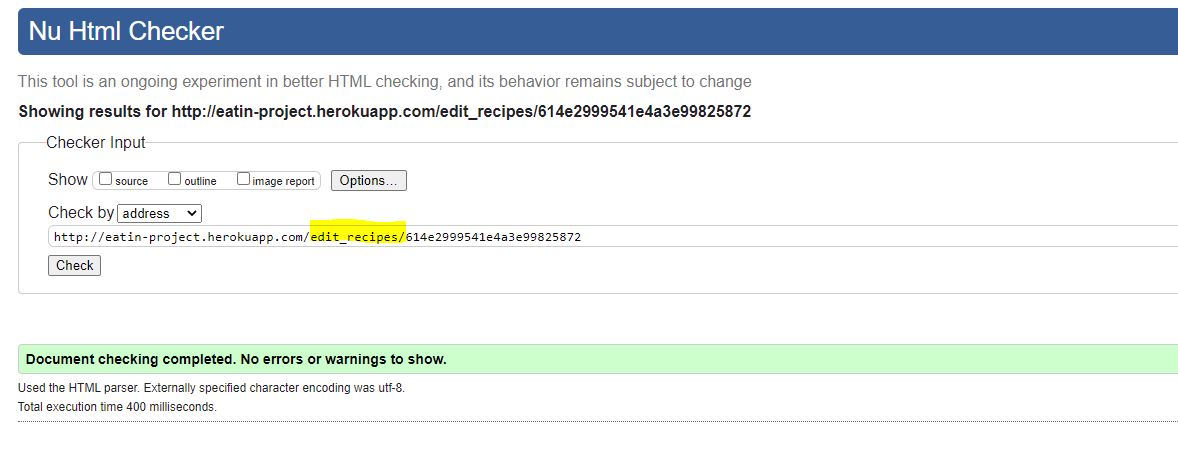 Nu Html Checker
This tool is an ongoing experiment in better HTML checking, and its behavior remains subject to change
Showing results for http://eatin-project.herokuapp.com/edit_recipes/614e2999541e4a3e99825872
Checker Input
Show source outline image report Options...
Check by address
http://eatin-project.herokuapp.com/edit_recipes/614e2999541e4a3e99825872
Check
Document checking completed. No errors or warnings to show.
Used the HTML parser. Externally specified character encoding was utf-8.
Total execution time 400 milliseconds.